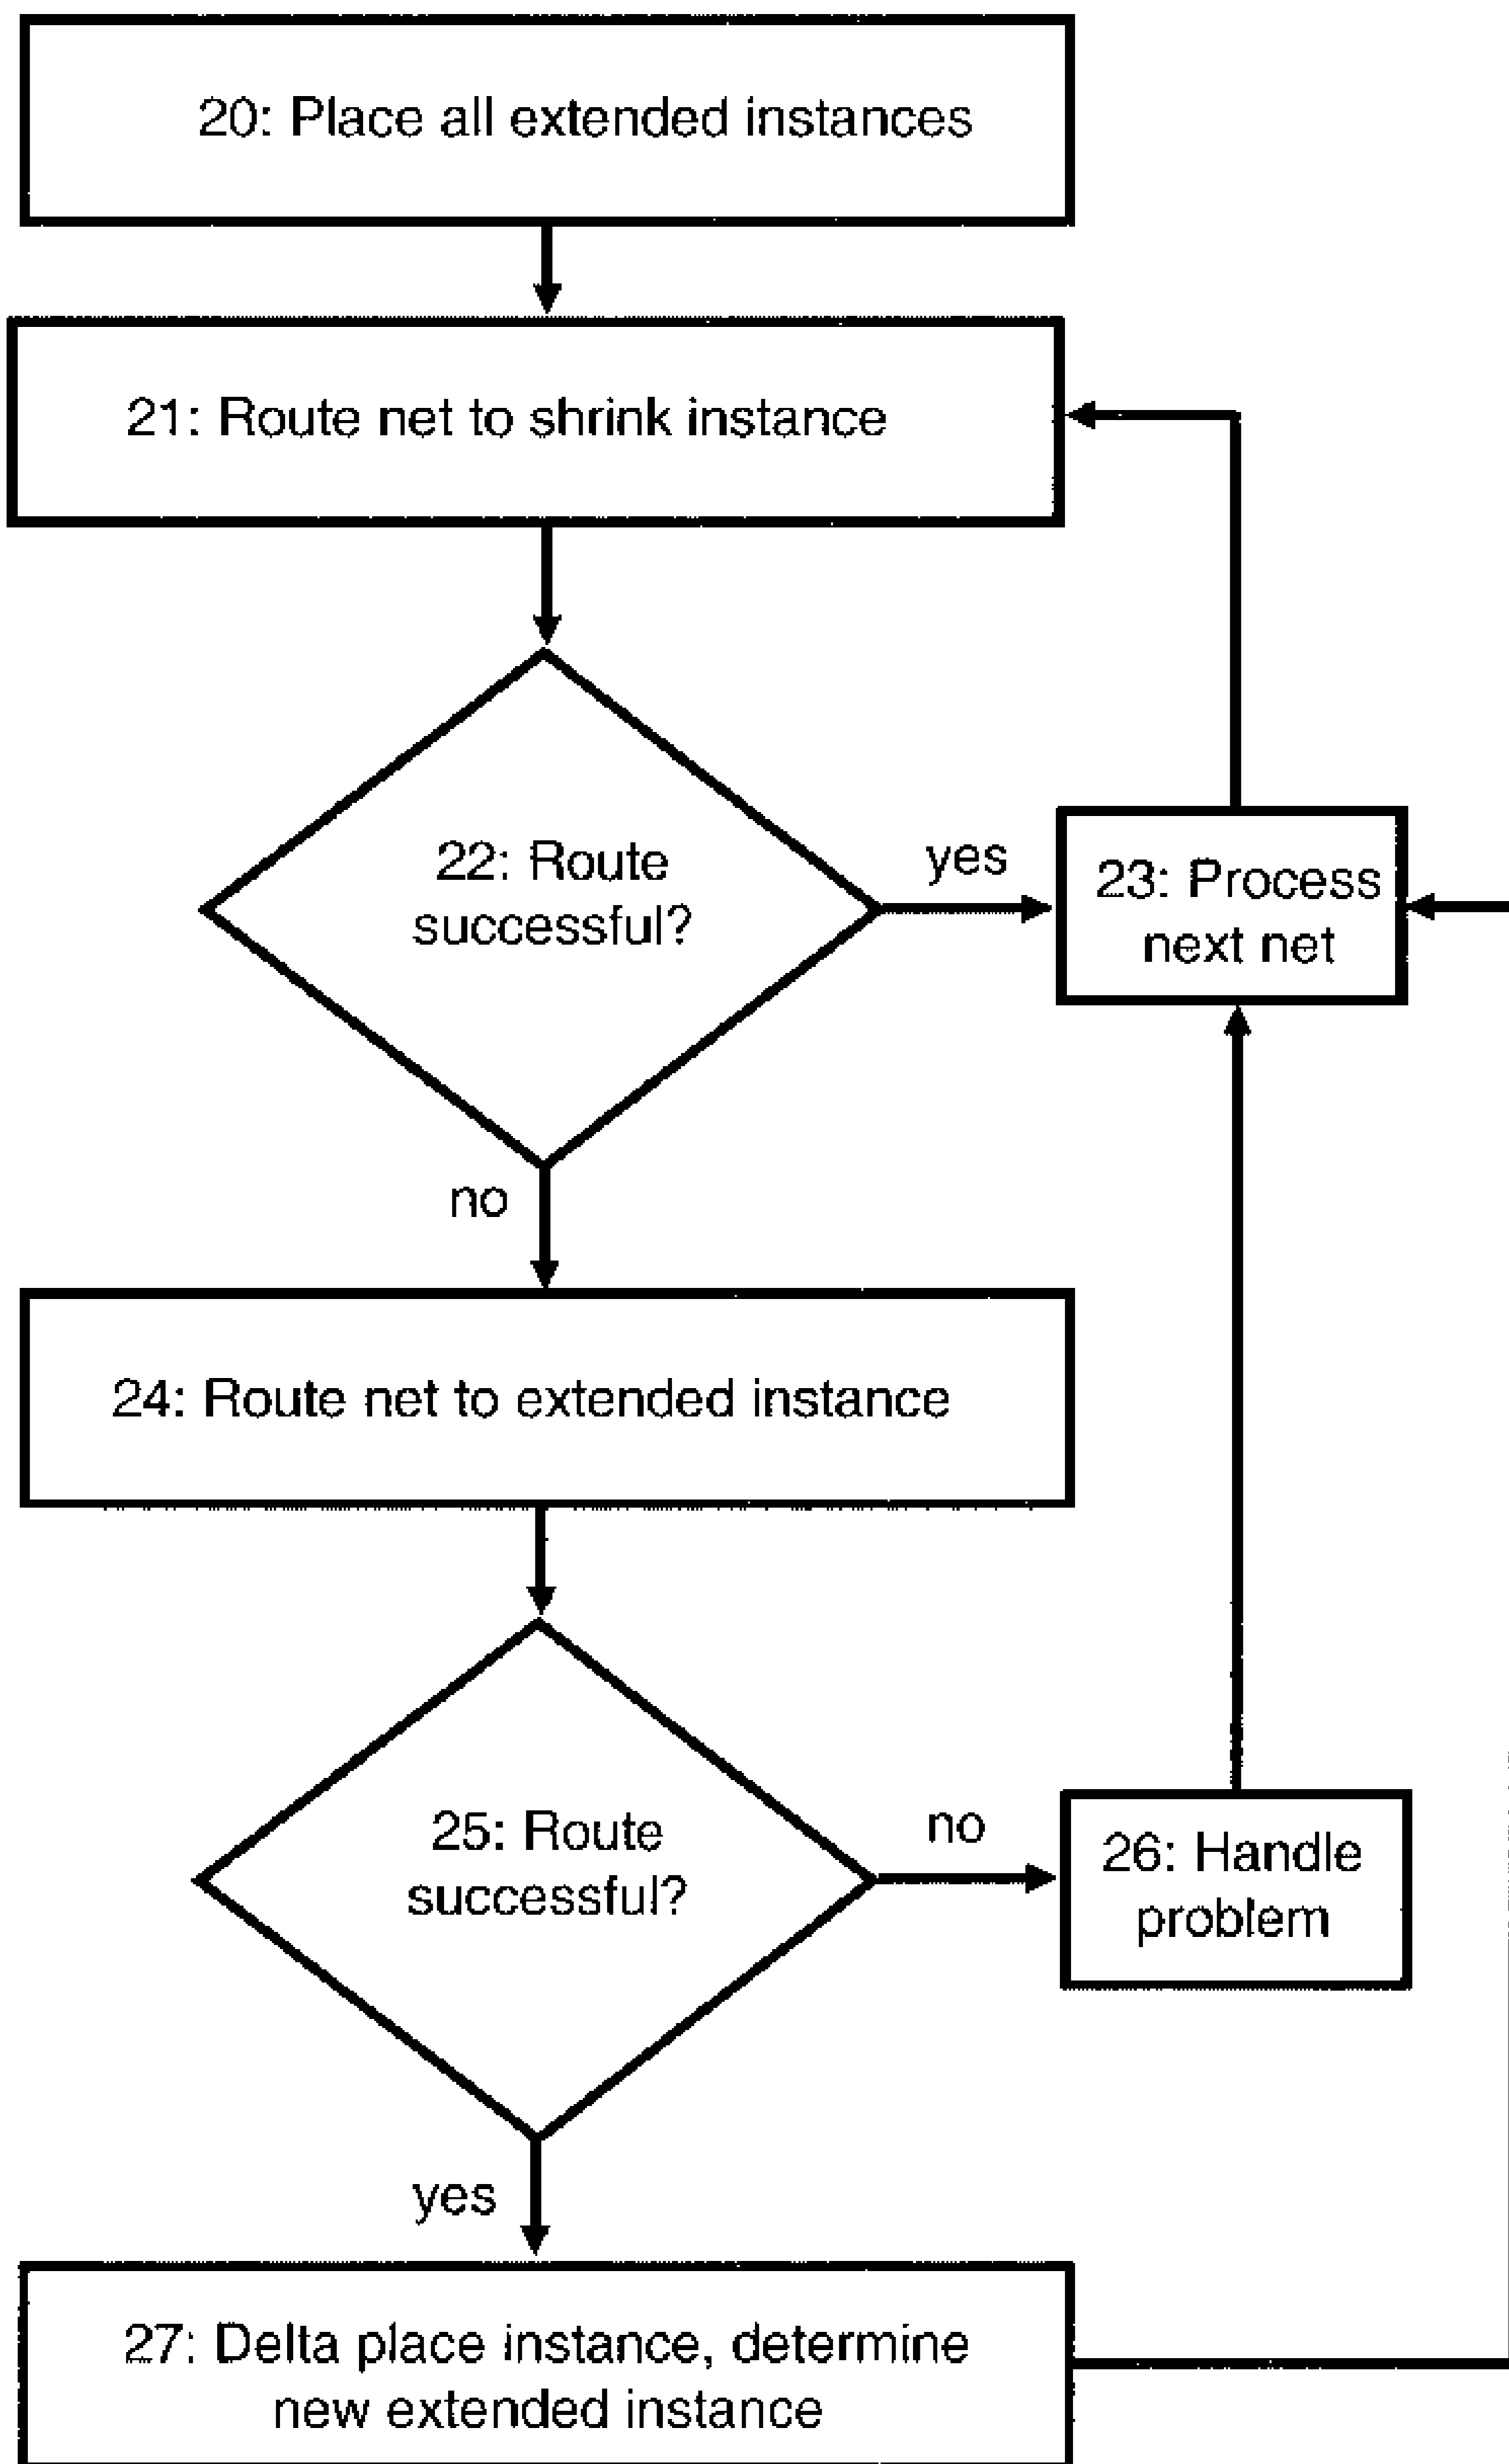 20: Place all extended instances
21: Route net to shrink instance
22: Route
successful?
yes
23: Process
next net
no
24: Route net to extended instance
25: Route
successful?
no
26: Handle
problem
yes
27: Delta place instance, determine
new extended instance